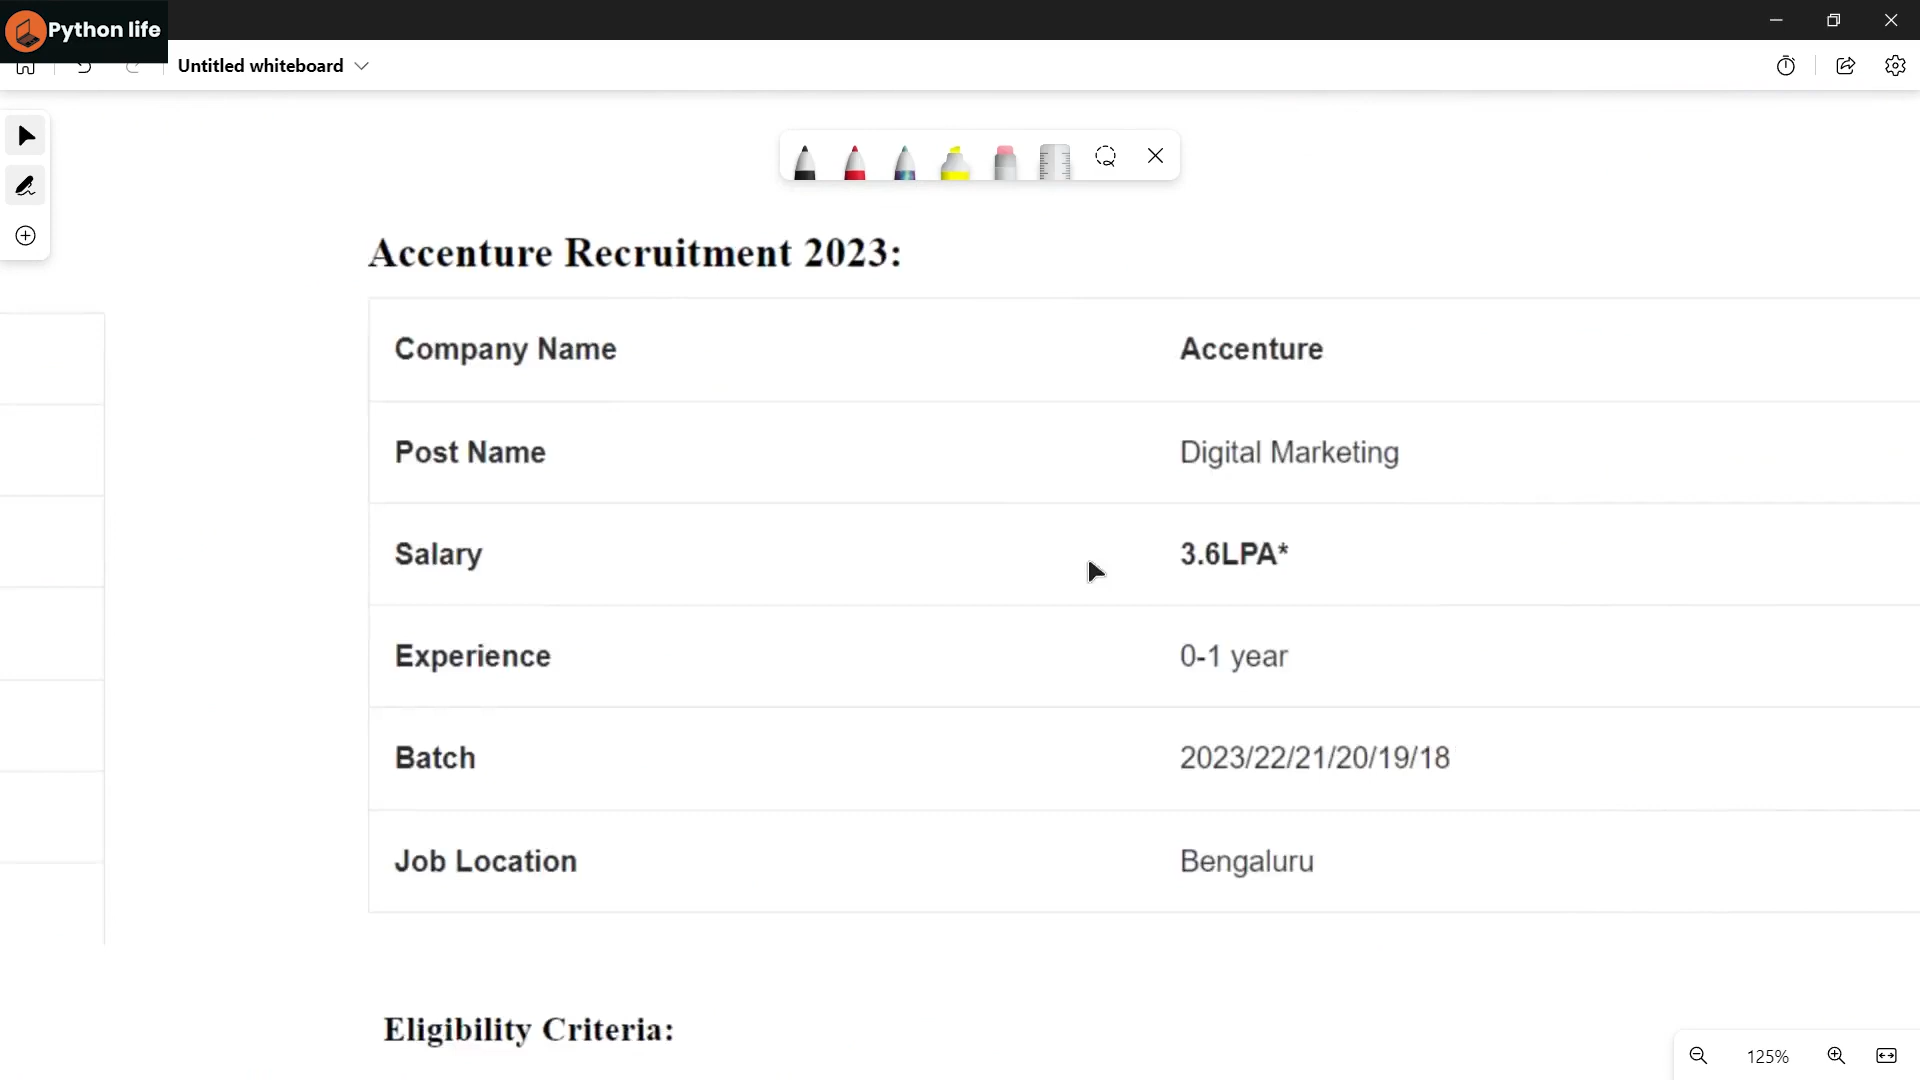 Python life
Untitled whiteboard
Accenture Recruitment 2023:
Company Name Accenture
Post Name Digital Marketing
Salary 3.6LPA*
Experience 0-1 year
Batch 2023/22/21/20/19/18
Job Location Bengaluru
Eligibility Criteria:
125%